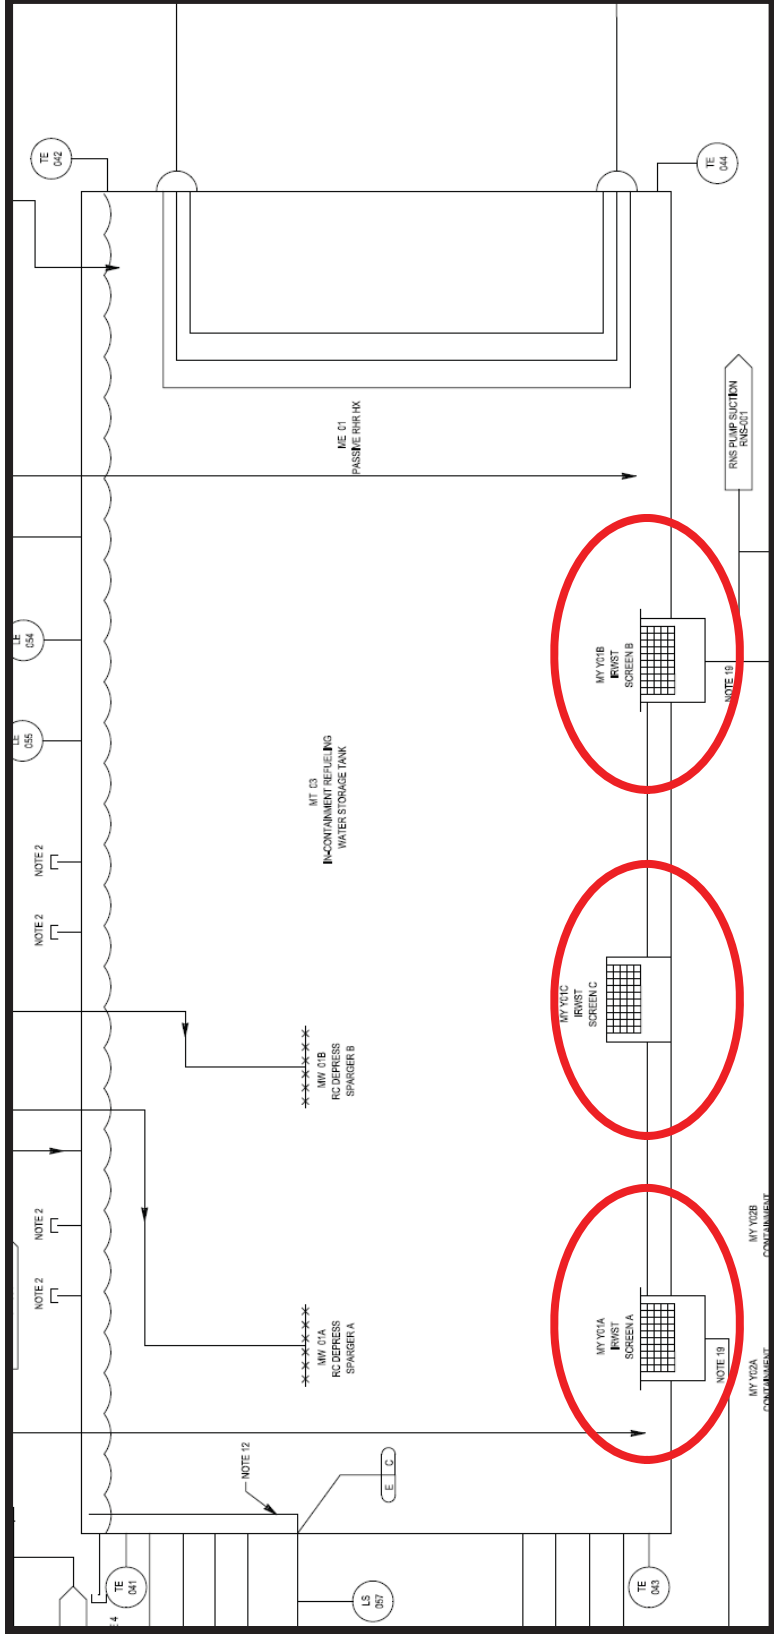 TE
042
TE
044
ME 01
PASSIVE RHR HX
RNS PUMP SUCTION
RNS-001
LE
054
LE
055
MY Y01B
IRWST
SCREEN B
NOTE 19
MT 03
IN-CONTAINMENT REFUELING
WATER STORAGE TANK
NOTE 2
NOTE 2
MY Y01C
IRWST
SCREEN C
MW 01B
RC DEPRESS
SPARGER B
NOTE 2
NOTE 2
MW 01A
RC DEPRESS
SPARGER A
MY Y01A
IRWST
SCREEN A
NOTE 19
MY Y02B
CONTAINMENT
MY Y02A
CONTAINMENT
NOTE 12
E C
TE
041
LS
057
TE
043
4